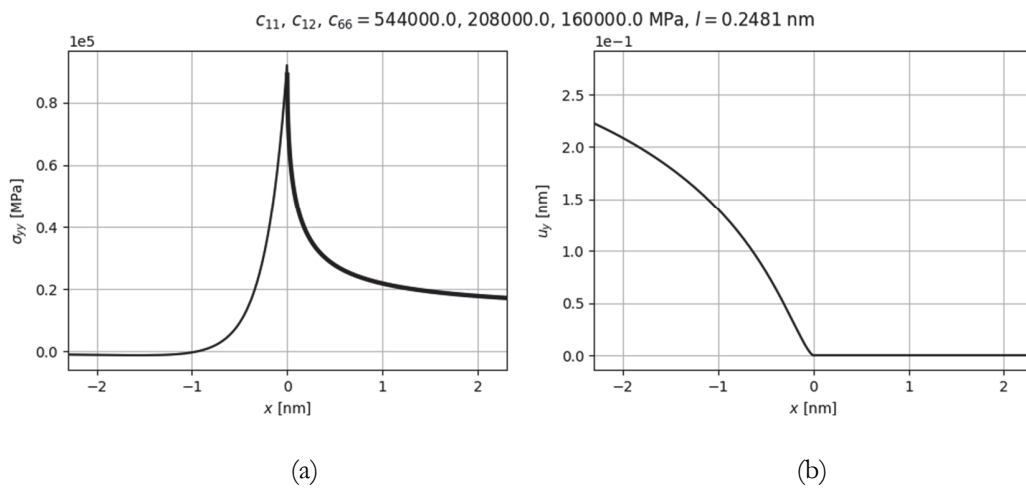 c₁₁, c₁₂, c₆₆ = 544000.0, 208000.0, 160000.0 MPa, l = 0.2481 nm
1e5
0.8
0.6
0.4
0.2
0.0
σyy [MPa]
−2 −1 0 1 2
x [nm]
(a)
1e−1
2.5
2.0
1.5
1.0
0.5
0.0
uy [nm]
−2 −1 0 1 2
x [nm]
(b)